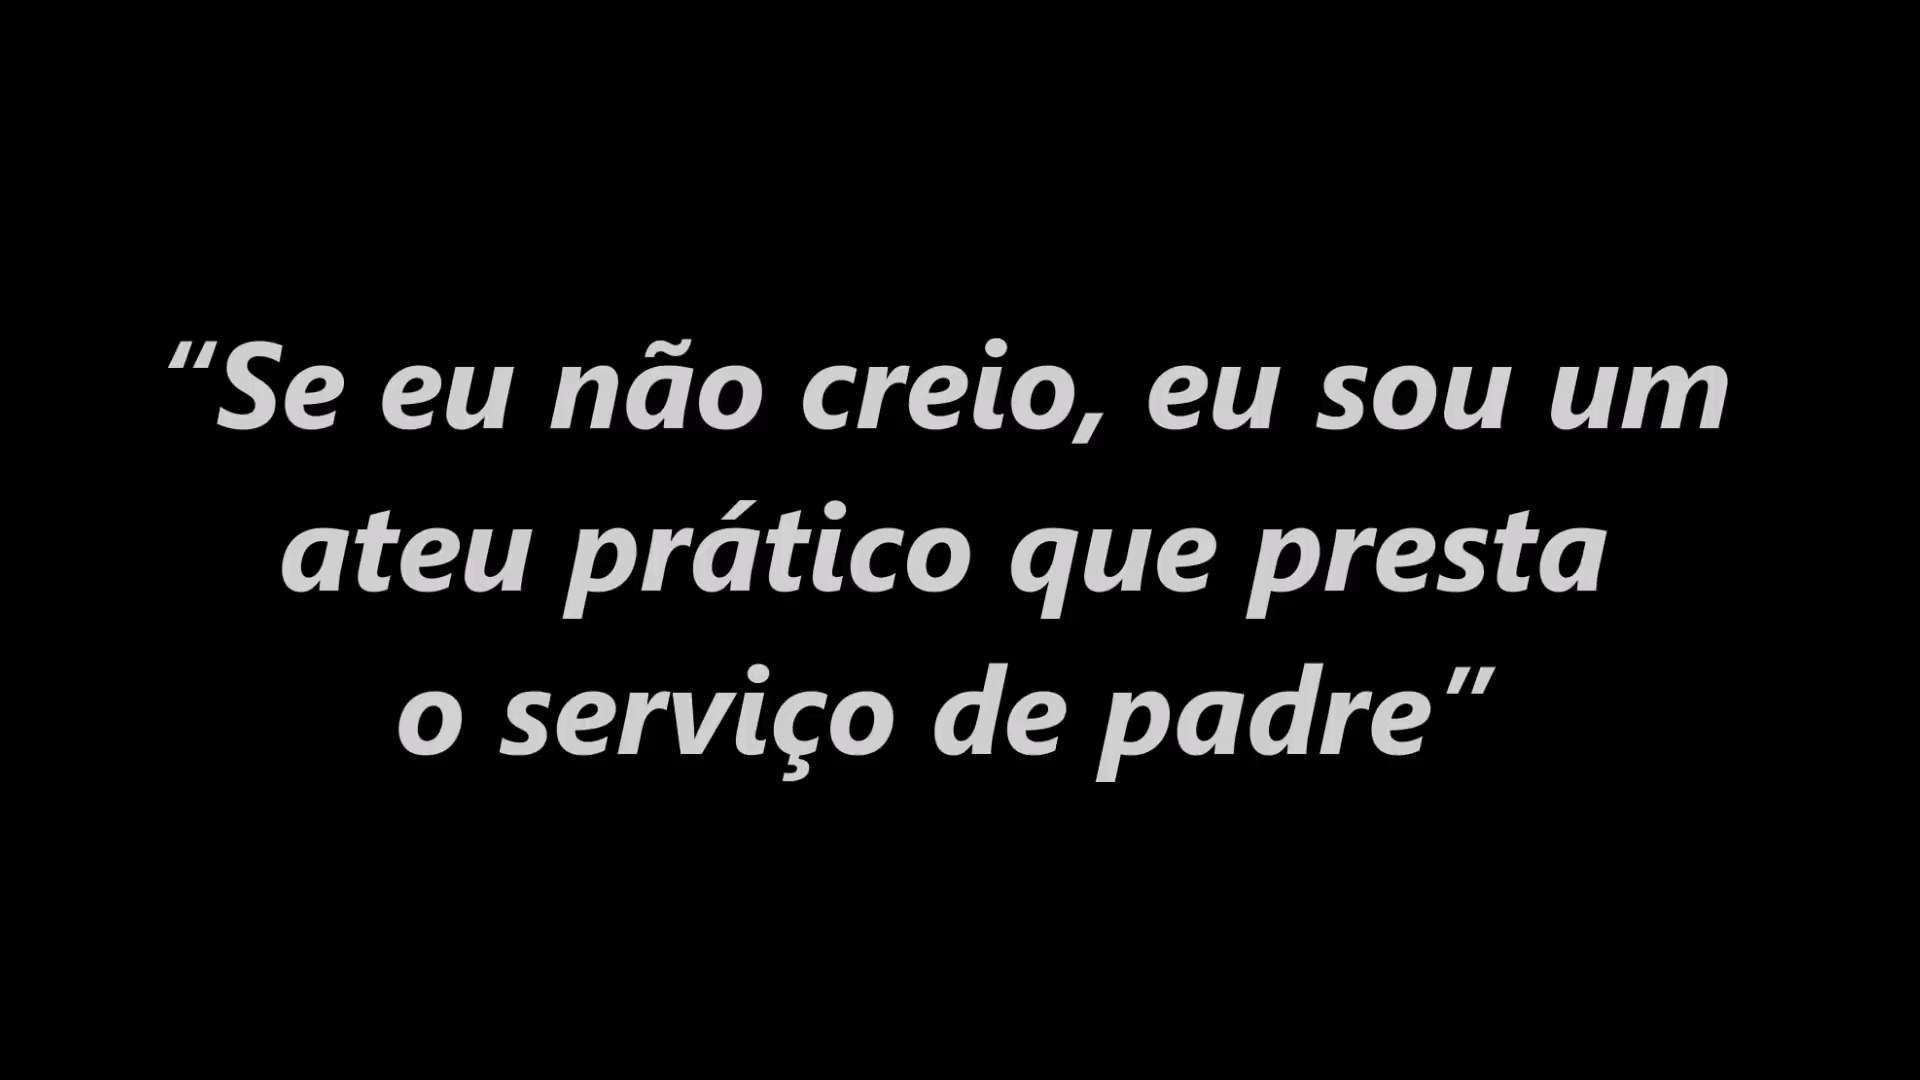 “Se eu não creio, eu sou um
ateu prático que presta
o serviço de padre”